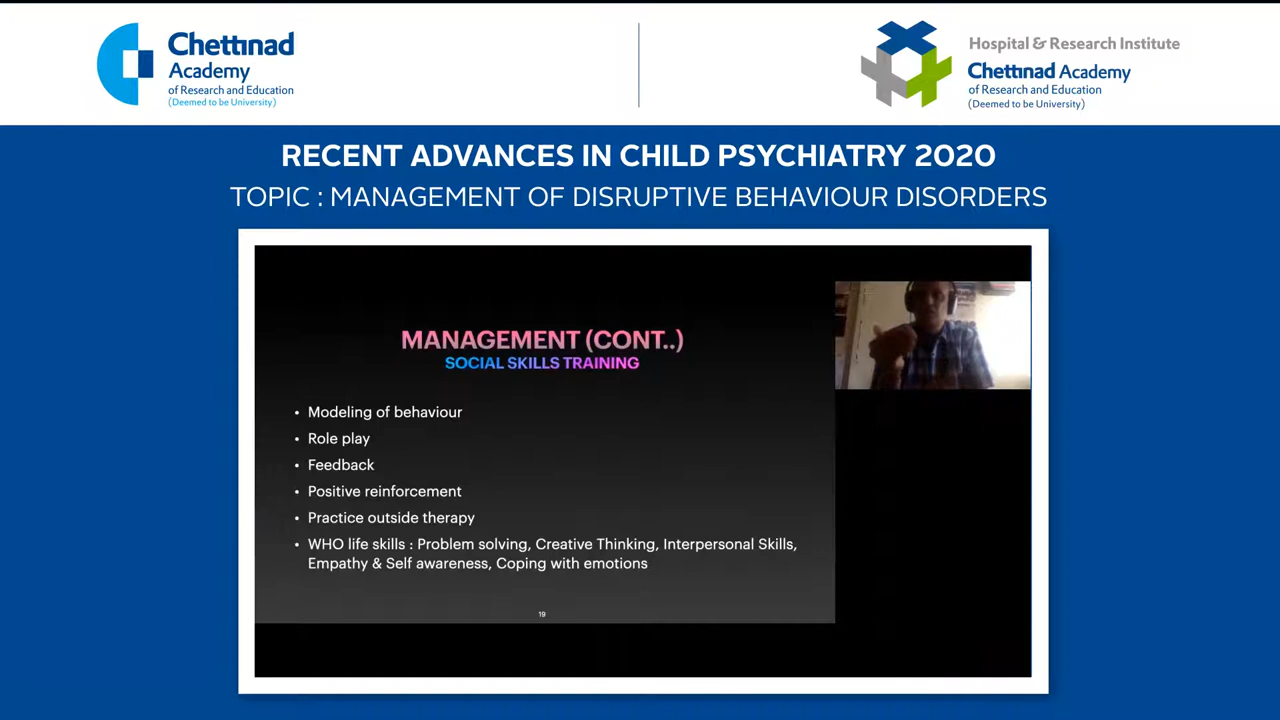 Chettinad
Academy
of Research and Education
(Deemed to be University)
Hospital & Research Institute
Chettinad Academy
of Research and Education
(Deemed to be University)
RECENT ADVANCES IN CHILD PSYCHIATRY 2020
TOPIC : MANAGEMENT OF DISRUPTIVE BEHAVIOUR DISORDERS
MANAGEMENT (CONT..)
SOCIAL SKILLS TRAINING
• Modeling of behaviour
• Role play
• Feedback
• Positive reinforcement
• Practice outside therapy
• WHO life skills : Problem solving, Creative Thinking, Interpersonal Skills,
Empathy & Self awareness, Coping with emotions
19